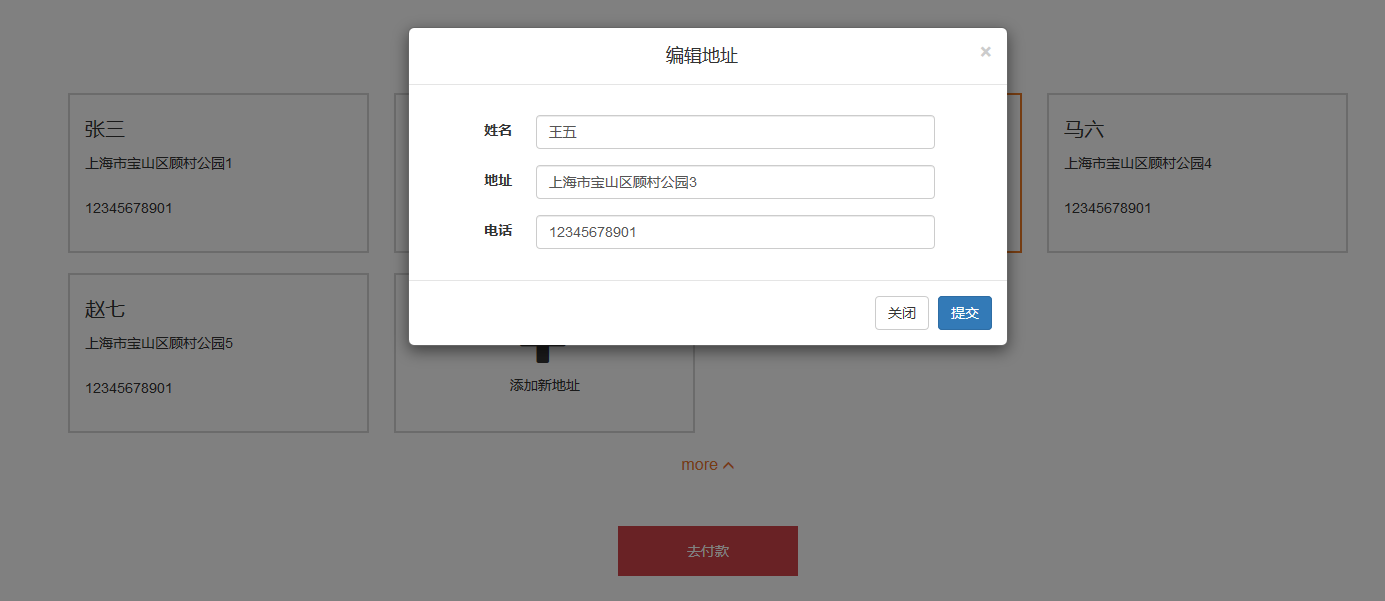 编辑地址
×
姓名
王五
地址
上海市宝山区顾村公园3
电话
12345678901
关闭
提交
张三
上海市宝山区顾村公园1
12345678901
马六
上海市宝山区顾村公园4
12345678901
赵七
上海市宝山区顾村公园5
12345678901
添加新地址
more
去付款